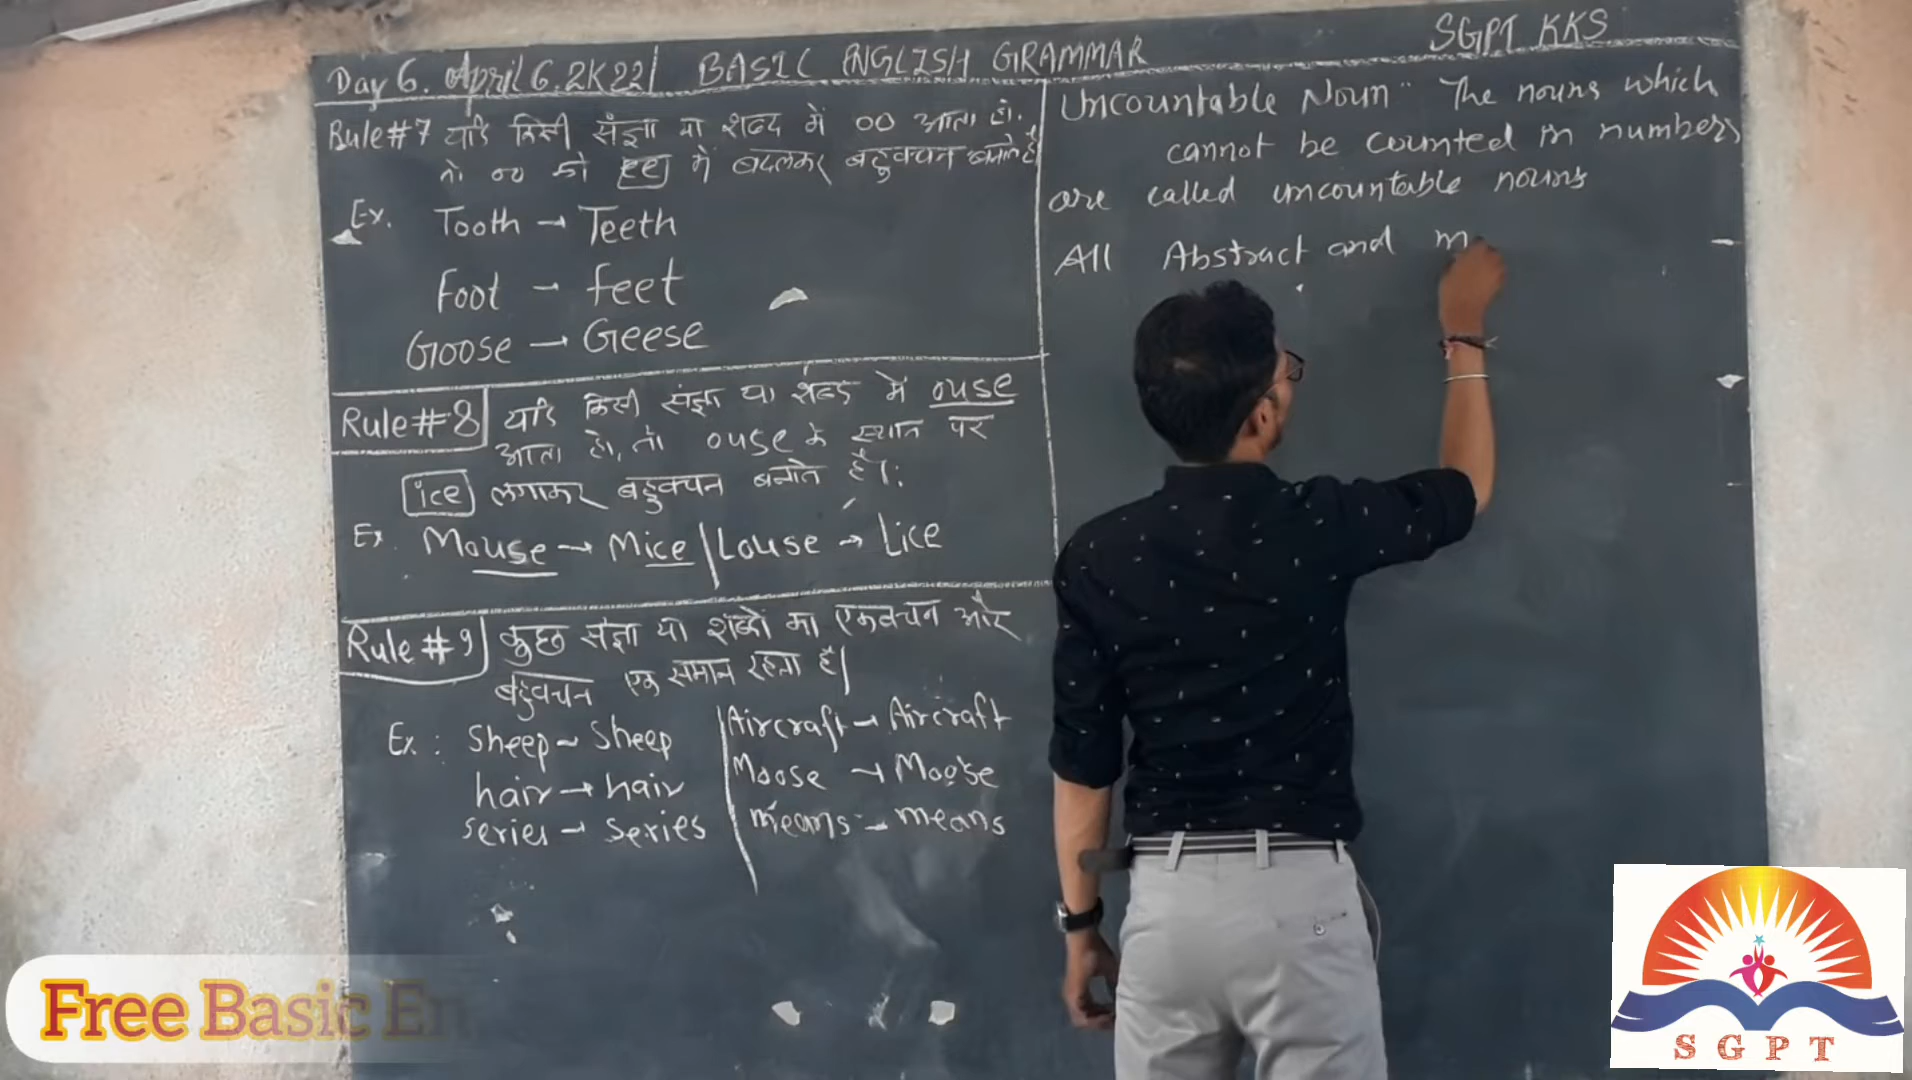 SGPT KKS
Day 6. April 6. 2K22 | BASIC ENGLISH GRAMMAR
Rule#7 यदि किसी संज्ञा या शब्द में oo आता हो.
तो oo को ee में बदलकर बहुवचन बनाते हैं
Ex. Tooth → Teeth
Foot - feet
Goose → Geese
Rule#8 यदि किसी संज्ञा या शब्द में ouse
आता हो, तो ouse के स्थान पर
ice लगाकर बहुवचन बनाते हैं।:
Ex. Mouse → Mice | Louse → Lice
Rule #9 कुछ संज्ञा या शब्दों का एकवचन और
बहुवचन एक समान रहता है।
Ex: Sheep ~ Sheep
hair → hair
series → series
Aircraft → Aircraft
Moose → Moose
means - means
Uncountable Noun" The nouns which
cannot be counted in numbers
are called uncountable nouns
All Abstract and m
Free Basic En
SGPT